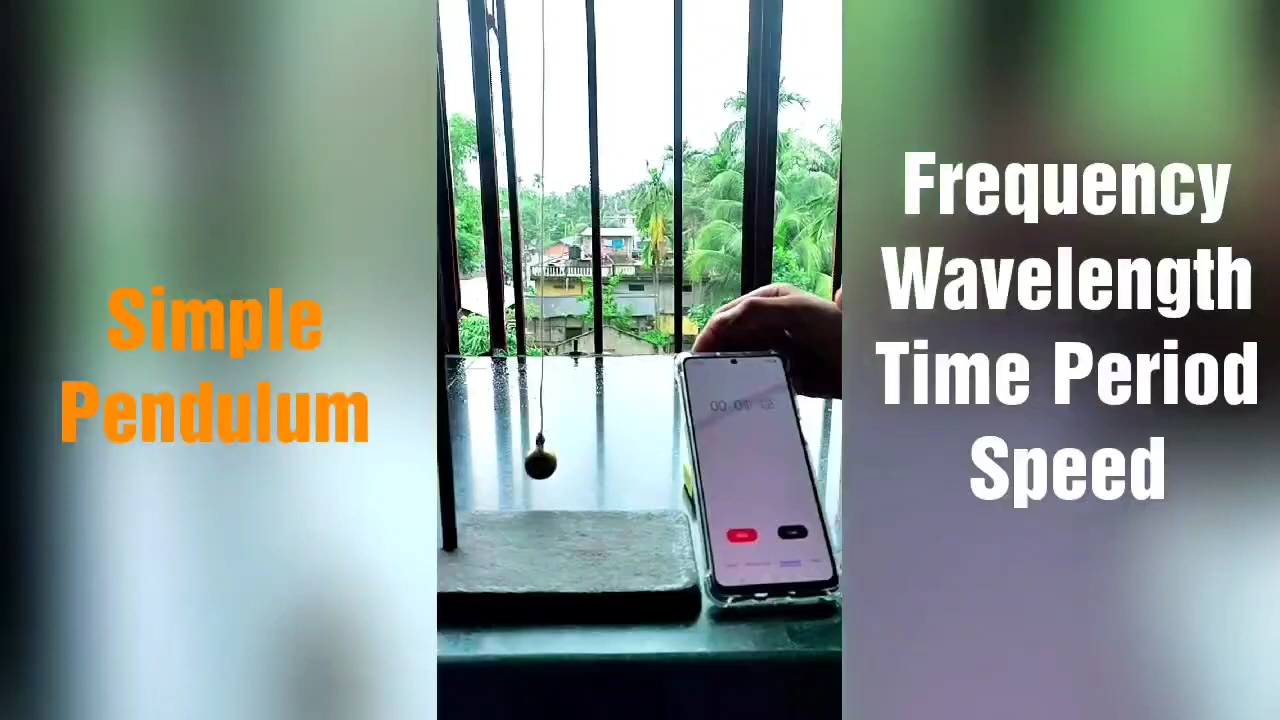 Simple
Pendulum
Frequency
Wavelength
Time Period
Speed